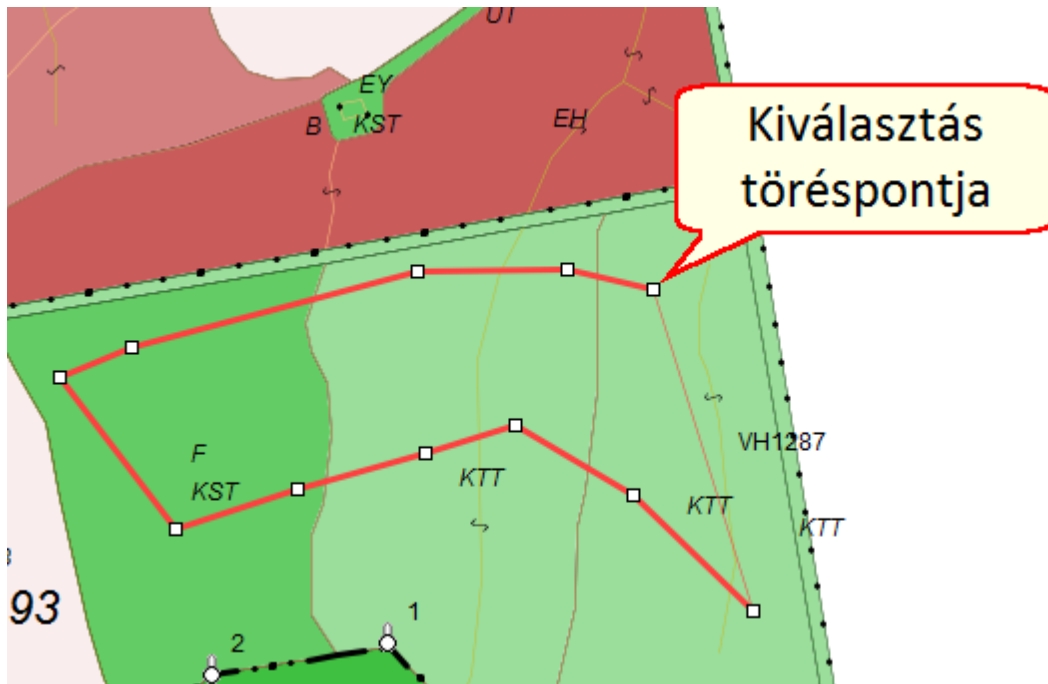 ÚT
EY
B KST
EH
Kiválasztás
töréspontja
F
KST
KTT
VH1287
KTT
KTT
93
2
1